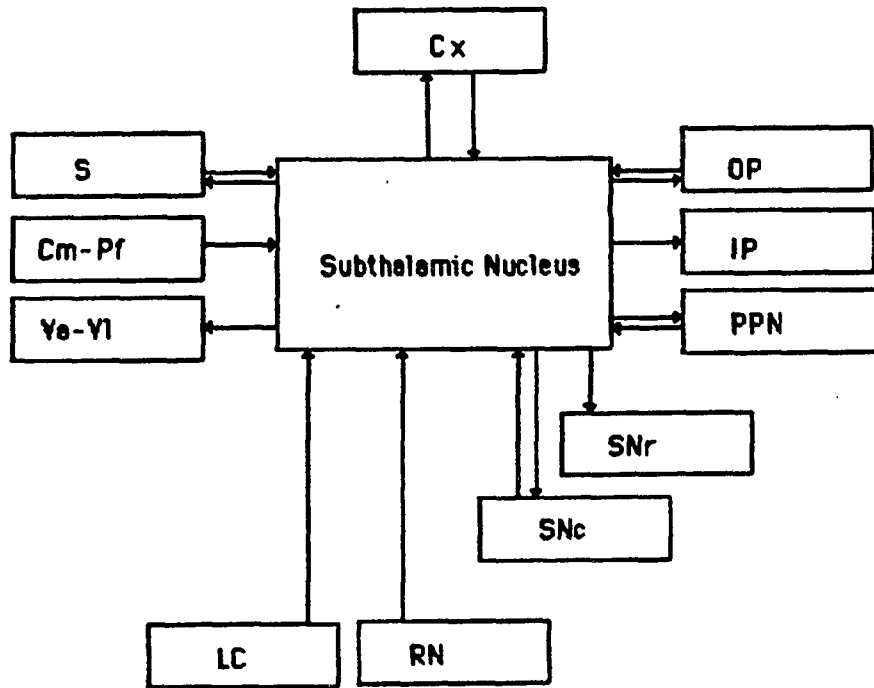 Cx
S
OP
Cm-Pf
Subthalamic Nucleus
IP
Va-Vl
PPN
SNr
SNc
LC
RN